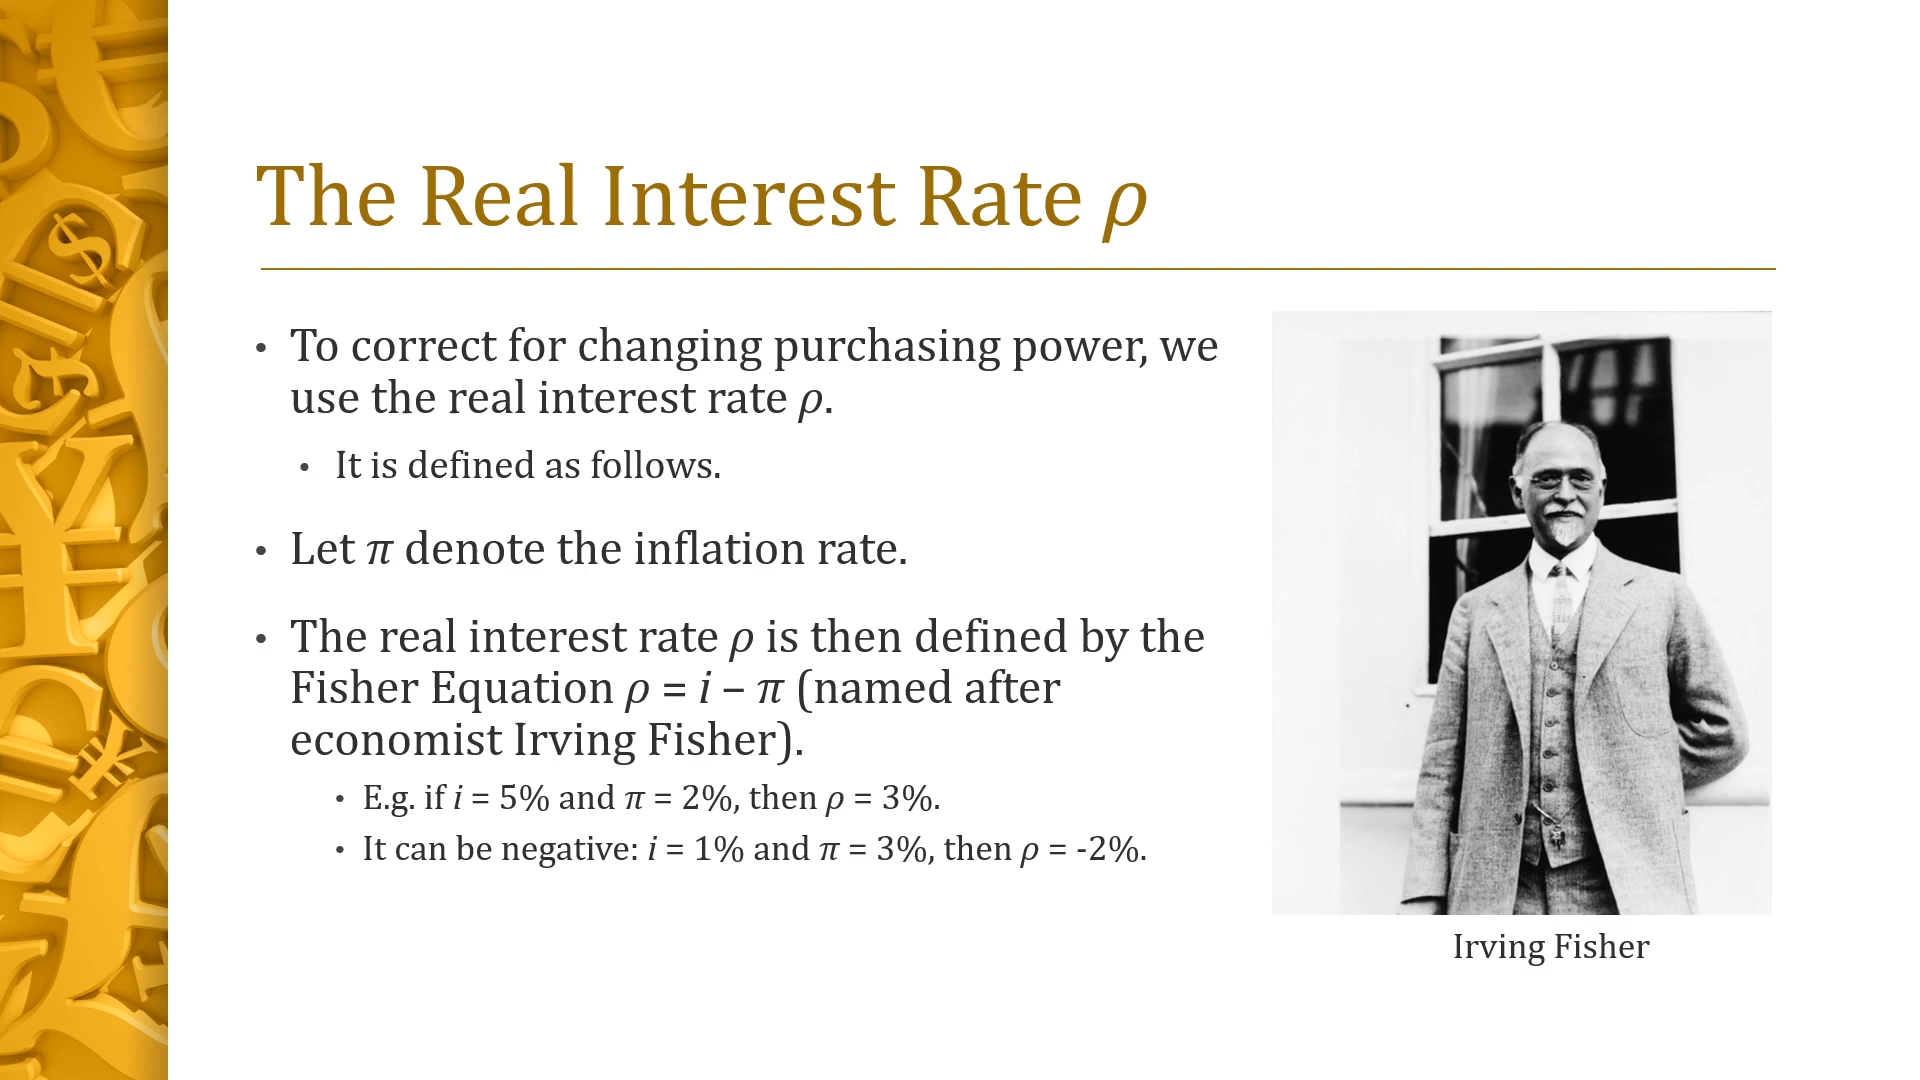 The Real Interest Rate ρ
• To correct for changing purchasing power, we
use the real interest rate ρ.
• It is defined as follows.
• Let π denote the inflation rate.
• The real interest rate ρ is then defined by the
Fisher Equation ρ = i – π (named after
economist Irving Fisher).
• E.g. if i = 5% and π = 2%, then ρ = 3%.
• It can be negative: i = 1% and π = 3%, then ρ = -2%.
Irving Fisher